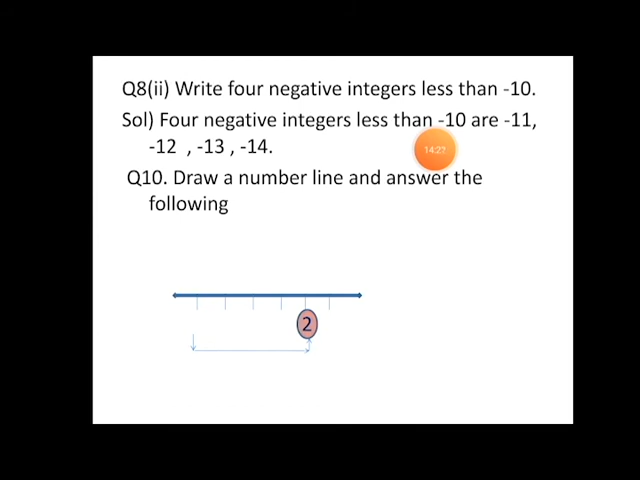 Q8(ii) Write four negative integers less than -10.
Sol) Four negative integers less than -10 are -11,
-12 , -13 , -14.
14:27
Q10. Draw a number line and answer the
following
2